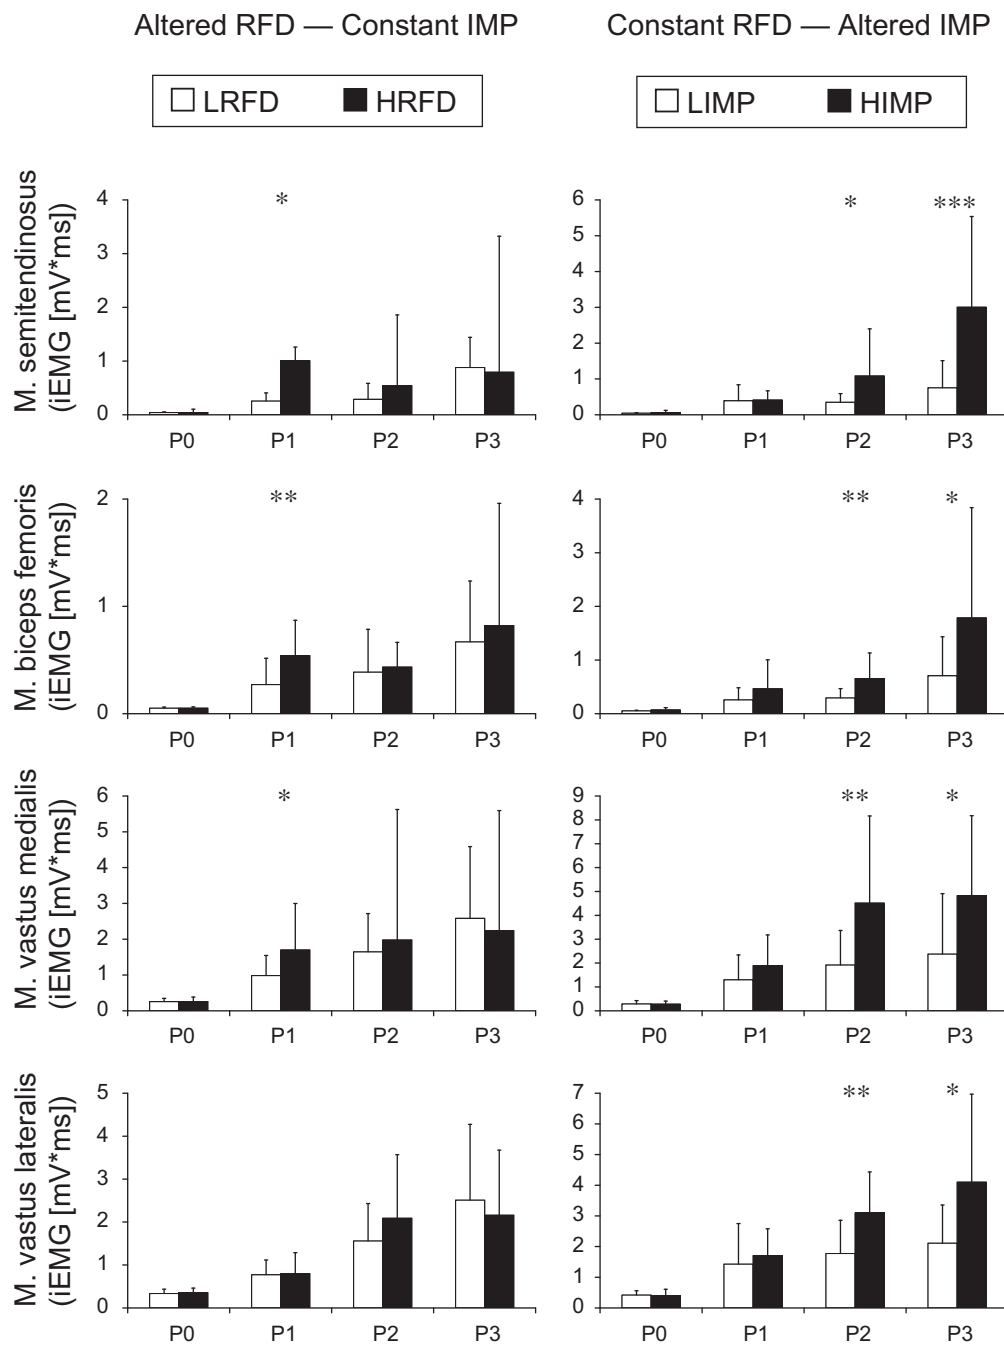 Altered RFD — Constant IMP
Constant RFD — Altered IMP
LRFD HRFD
LIMP HIMP
M. semitendinosus
(iEMG [mV*ms])
4
3
2
1
0
*
P0 P1 P2 P3
6
5
4
3
2
1
0
* ***
P0 P1 P2 P3
M. biceps femoris
(iEMG [mV*ms])
2
1
0
**
P0 P1 P2 P3
4
3
2
1
0
** *
P0 P1 P2 P3
M. vastus medialis
(iEMG [mV*ms])
6
5
4
3
2
1
0
*
P0 P1 P2 P3
9
8
7
6
5
4
3
2
1
0
** *
P0 P1 P2 P3
M. vastus lateralis
(iEMG [mV*ms])
5
4
3
2
1
0
P0 P1 P2 P3
7
6
5
4
3
2
1
0
** *
P0 P1 P2 P3